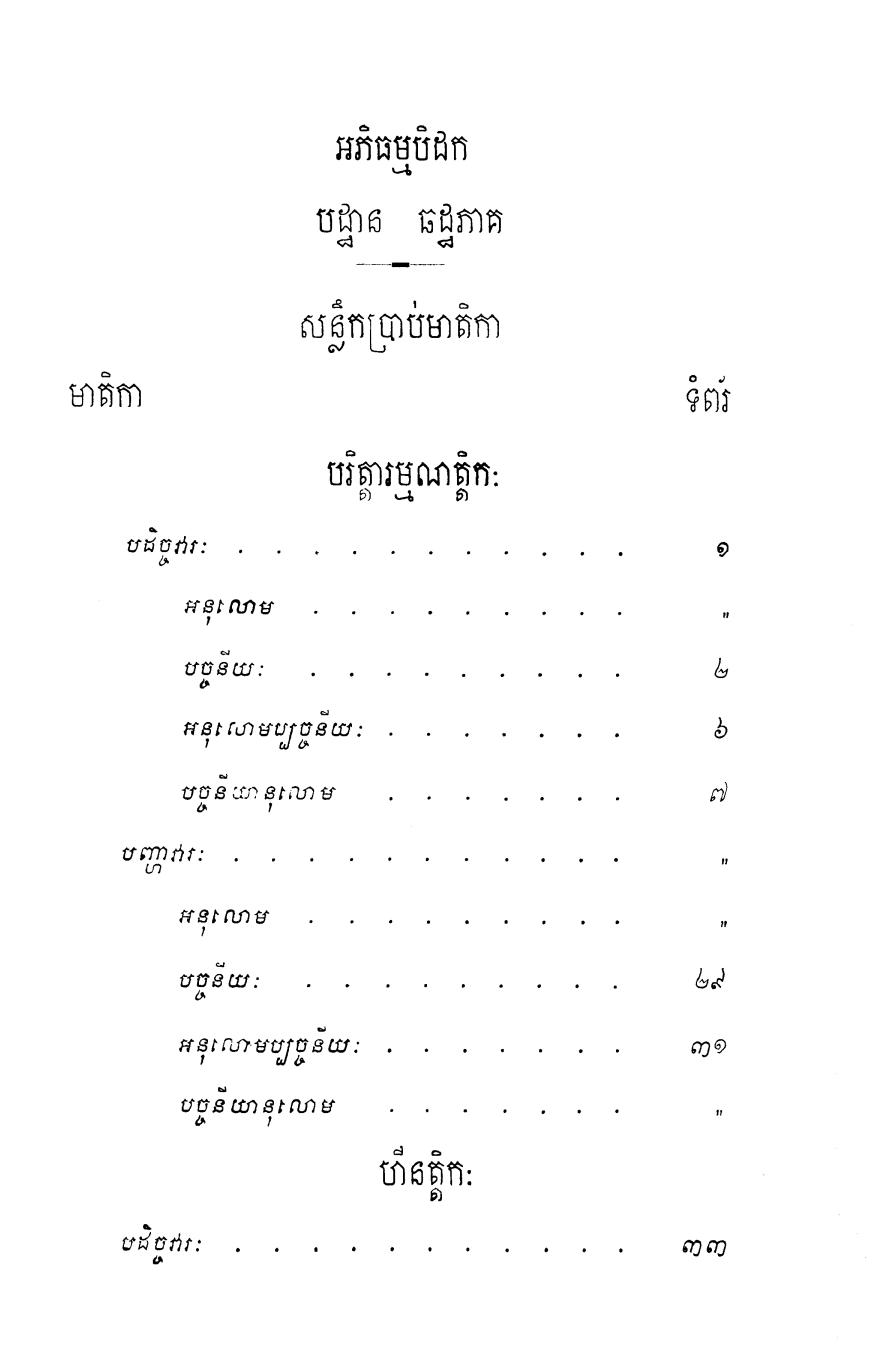 អភិធម្មបិដក
បដ្ឋាន ឆដ្ឋភាគ
សន្លឹកប្រាប់មាតិកា
មាតិកា ទំព័រ
បរិត្តារម្មណត្តិកៈ
បដិច្ចវារៈ . . . . . . . . . . . ១
អនុលោម . . . . . . . . . "
បច្ចនីយៈ . . . . . . . . . ២
អនុលោមប្បច្ចនីយៈ . . . . . . . ៦
បច្ចនីយានុលោម . . . . . . . ៧
បញ្ហាវារៈ . . . . . . . . . . . "
អនុលោម . . . . . . . . . "
បច្ចនីយៈ . . . . . . . . . ២៩
អនុលោមប្បច្ចនីយៈ . . . . . . . ៣១
បច្ចនីយានុលោម . . . . . . . "
ហីនត្តិកៈ
បដិច្ចវារៈ . . . . . . . . . . . ៣៣